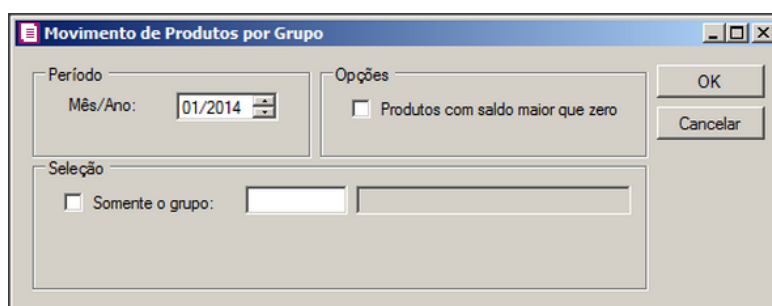 Movimento de Produtos por Grupo
Período
Mês/Ano:
01/2014
Opções
Produtos com saldo maior que zero
OK
Cancelar
Seleção
Somente o grupo: